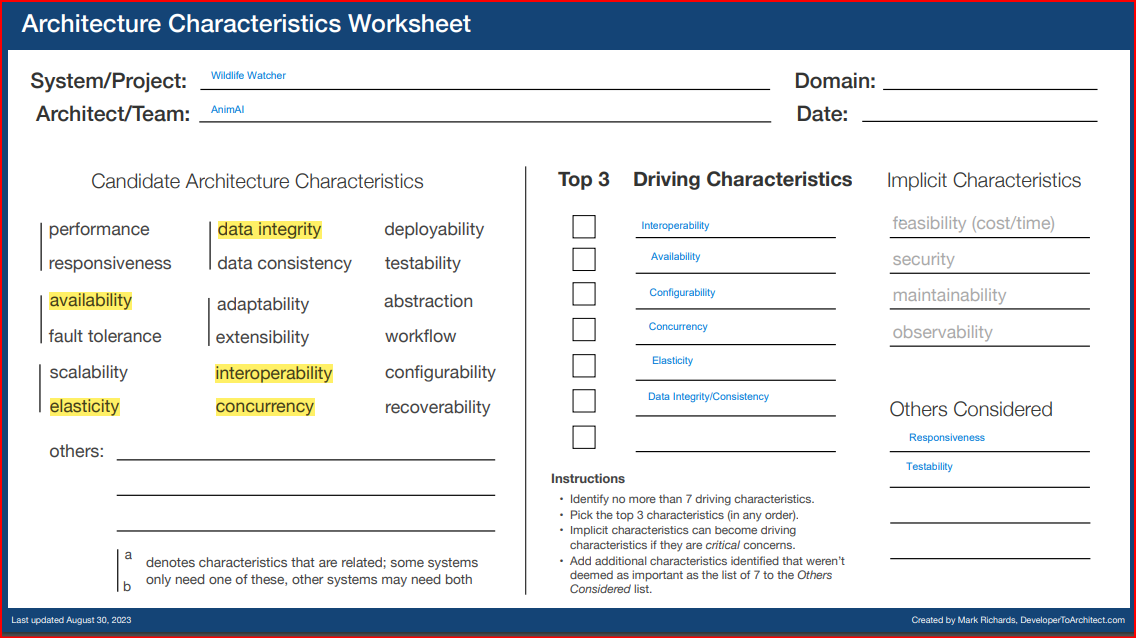 Architecture Characteristics Worksheet
System/Project: Wildlife Watcher
Domain:
Architect/Team: AnimAI
Date:
Candidate Architecture Characteristics
performance
responsiveness
availability
fault tolerance
scalability
elasticity
data integrity
data consistency
adaptability
extensibility
interoperability
concurrency
deployability
testability
abstraction
workflow
configurability
recoverability
others:
a
b
denotes characteristics that are related; some systems
only need one of these, other systems may need both
Top 3 Driving Characteristics
Interoperability
Availability
Configurability
Concurrency
Elasticity
Data Integrity/Consistency
Instructions
• Identify no more than 7 driving characteristics.
• Pick the top 3 characteristics (in any order).
• Implicit characteristics can become driving
characteristics if they are critical concerns.
• Add additional characteristics identified that weren't
deemed as important as the list of 7 to the Others
Considered list.
Implicit Characteristics
feasibility (cost/time)
security
maintainability
observability
Others Considered
Responsiveness
Testability
Last updated August 30, 2023
Created by Mark Richards, DeveloperToArchitect.com